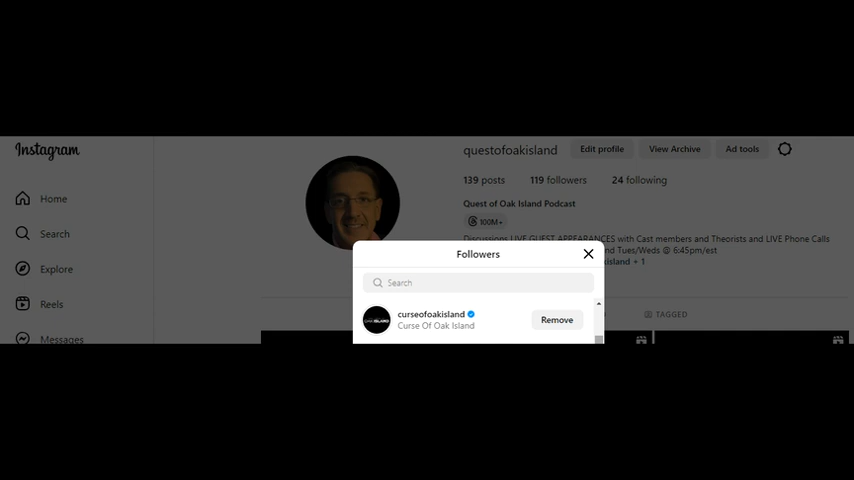 Instagram
questofoakisland
Edit profile
View Archive
Ad tools
139 posts
119 followers
24 following
Quest of Oak Island Podcast
100M+
Discussions LIVE GUEST APPEARANCES with Cast members and Theorists and LIVE Phone Calls
nd Tues/Weds @ 6:45pm/est
kisland + 1
Home
Search
Explore
Reels
Messages
Followers
Search
curseofoakisland
Curse Of Oak Island
Remove
TAGGED